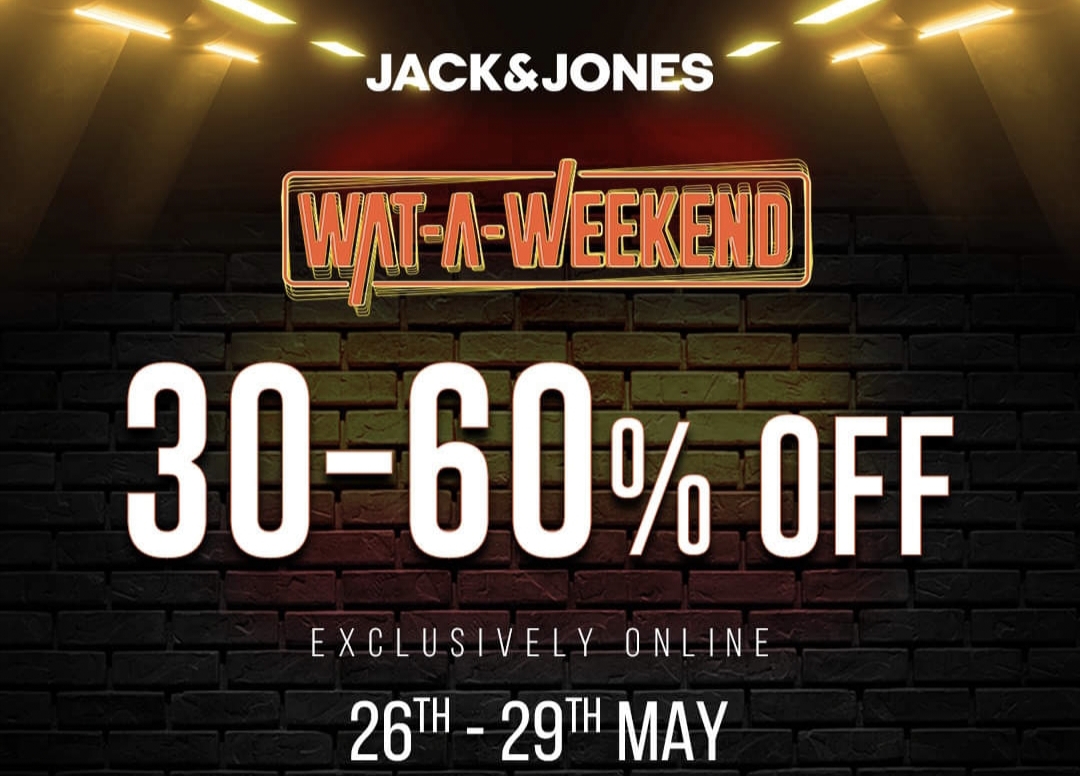 JACK&JONES
WAT-A-WEEKEND
30-60% OFF
EXCLUSIVELY ONLINE
26TH - 29TH MAY